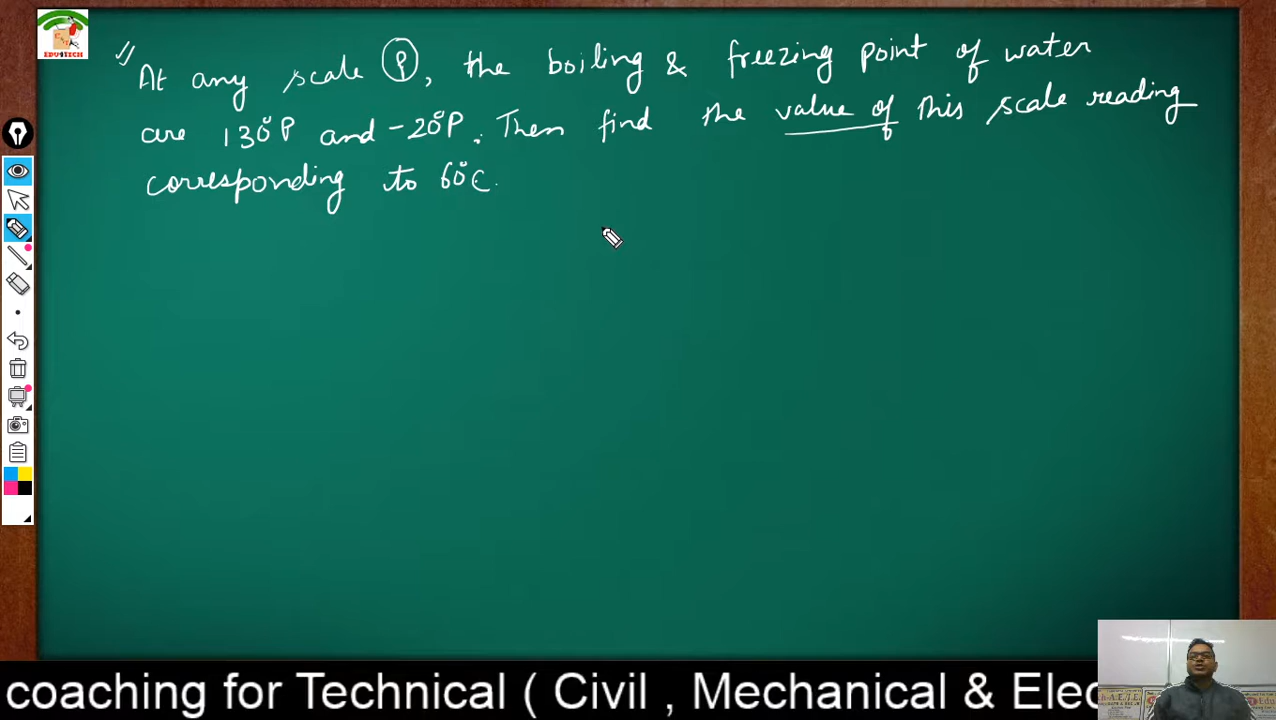 EDU4TECH
At any scale P, the boiling & freezing point of water
are 130°P and -20°P. Then find the value of this scale reading
corresponding to 60°C.
coaching for Technical ( Civil , Mechanical & Elec